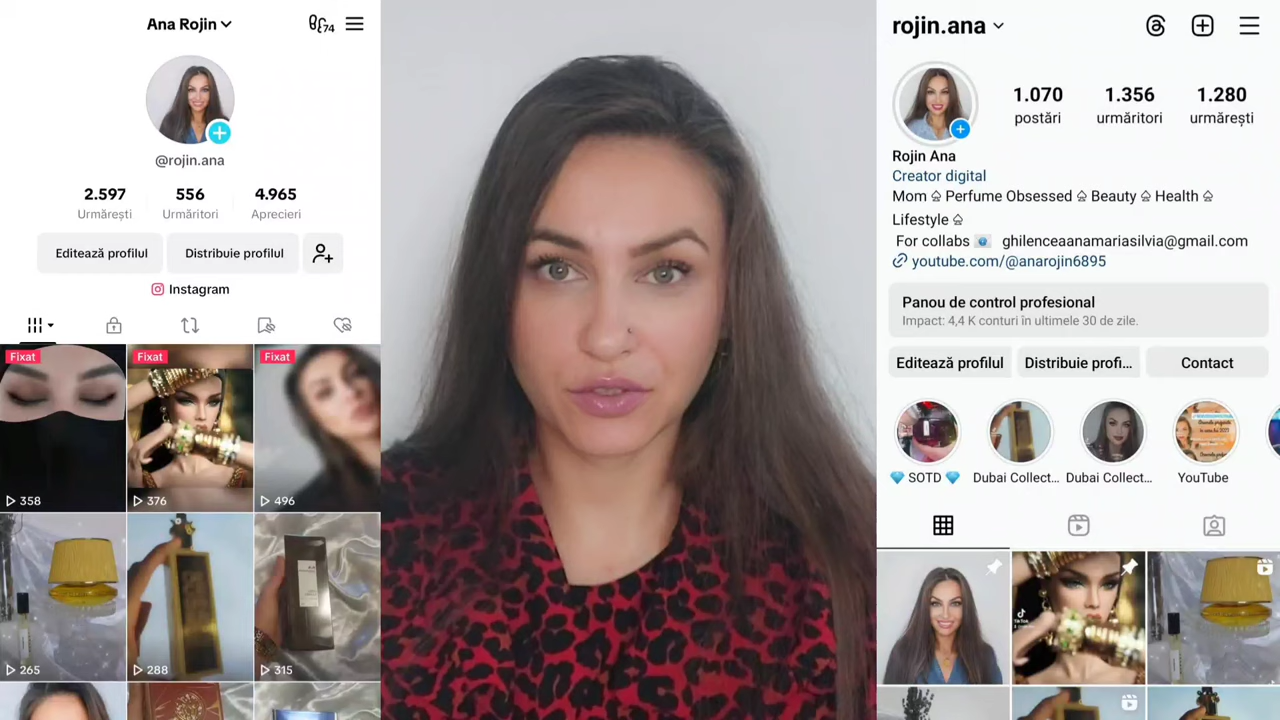 Ana Rojin
74
@rojin.ana
2.597 556 4.965
Urmărești Urmăritori Aprecieri
Editează profilul Distribuie profilul
Instagram
Fixat Fixat Fixat
358 376 496
265 288 315
rojin.ana
1.070 1.356 1.280
postări urmăritori urmărești
Rojin Ana
Creator digital
Mom ♤ Perfume Obsessed ♤ Beauty ♤ Health ♤
Lifestyle ♤
For collabs 📧 ghilenceaanamariasilvia@gmail.com
youtube.com/@anarojin6895
Panou de control profesional
Impact: 4,4 K conturi în ultimele 30 de zile.
Editează profilul Distribuie profi... Contact
💎 SOTD 💎 Dubai Collect... Dubai Collect... YouTube
TikTok